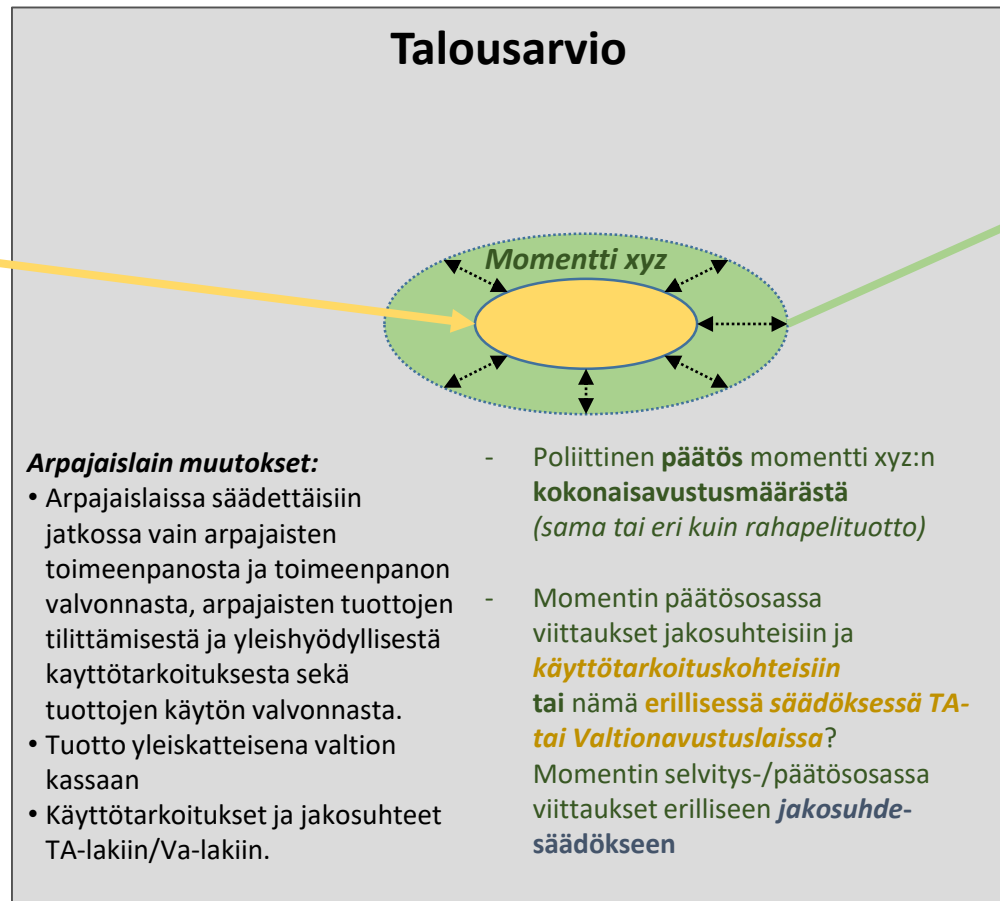 Talousarvio
Momentti xyz
Arpajaislain muutokset:
• Arpajaislaissa säädettäisiin
jatkossa vain arpajaisten
toimeenpanosta ja toimeenpanon
valvonnasta, arpajaisten tuottojen
tilittämisestä ja yleishyödyllisestä
kayttötarkoituksesta sekä
tuottojen käytön valvonnasta.
• Tuotto yleiskatteisena valtion
kassaan
• Käyttötarkoitukset ja jakosuhteet
TA-lakiin/Va-lakiin.
- Poliittinen päätös momentti xyz:n
kokonaisavustusmäärästä
(sama tai eri kuin rahapelituotto)
- Momentin päätösosassa
viittaukset jakosuhteisiin ja
käyttötarkoituskohteisiin
tai nämä erillisessä säädöksessä TA-
tai Valtionavustuslaissa?
Momentin selvitys-/päätösosassa
viittaukset erilliseen jakosuhde-
säädökseen